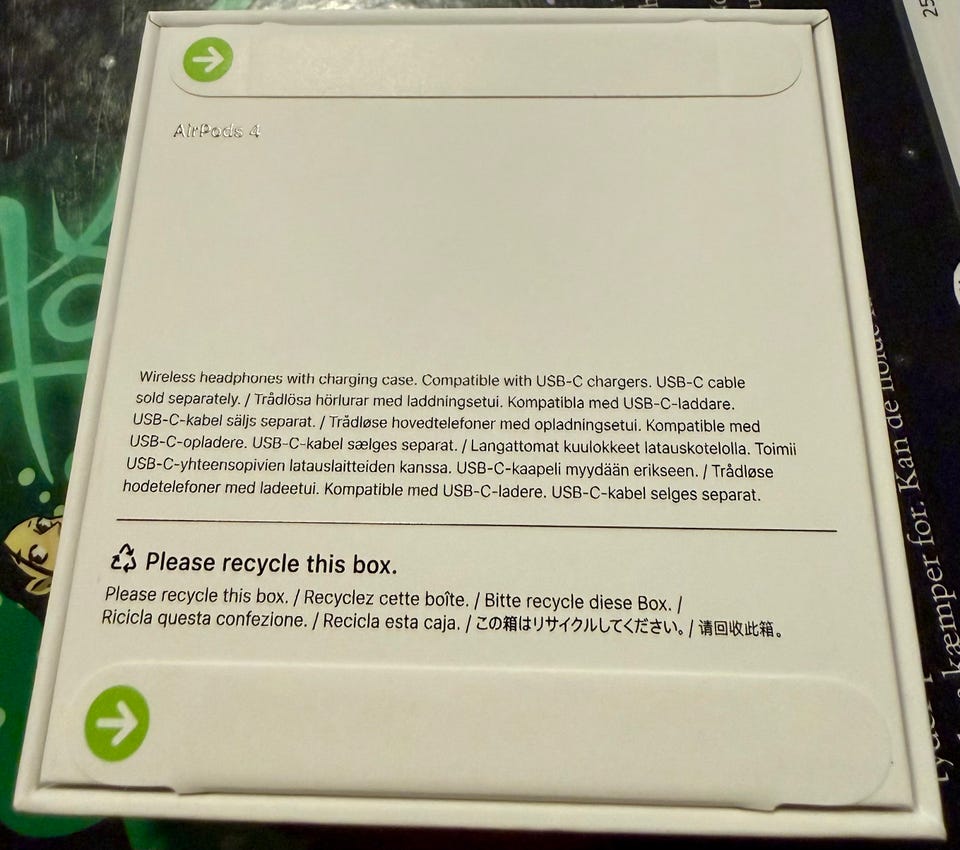 AirPods 4
Wireless headphones with charging case. Compatible with USB-C chargers. USB-C cable
sold separately. / Trådlösa hörlurar med laddningsetui. Kompatibla med USB-C-laddare.
USB-C-kabel säljs separat. / Trådløse hovedtelefoner med opladningsetui. Kompatible med
USB-C-opladere. USB-C-kabel sælges separat. / Langattomat kuulokkeet latauskotelolla. Toimii
USB-C-yhteensopivien latauslaitteiden kanssa. USB-C-kaapeli myydään erikseen. / Trådløse
hodetelefoner med ladeetui. Kompatible med USB-C-ladere. USB-C-kabel selges separat.
Please recycle this box.
Please recycle this box. / Recyclez cette boîte. / Bitte recycle diese Box. /
Ricicla questa confezione. / Recicla esta caja. / この箱はリサイクルしてください。/ 请回收此箱。
kæmper for. Kan de
kæmper
25